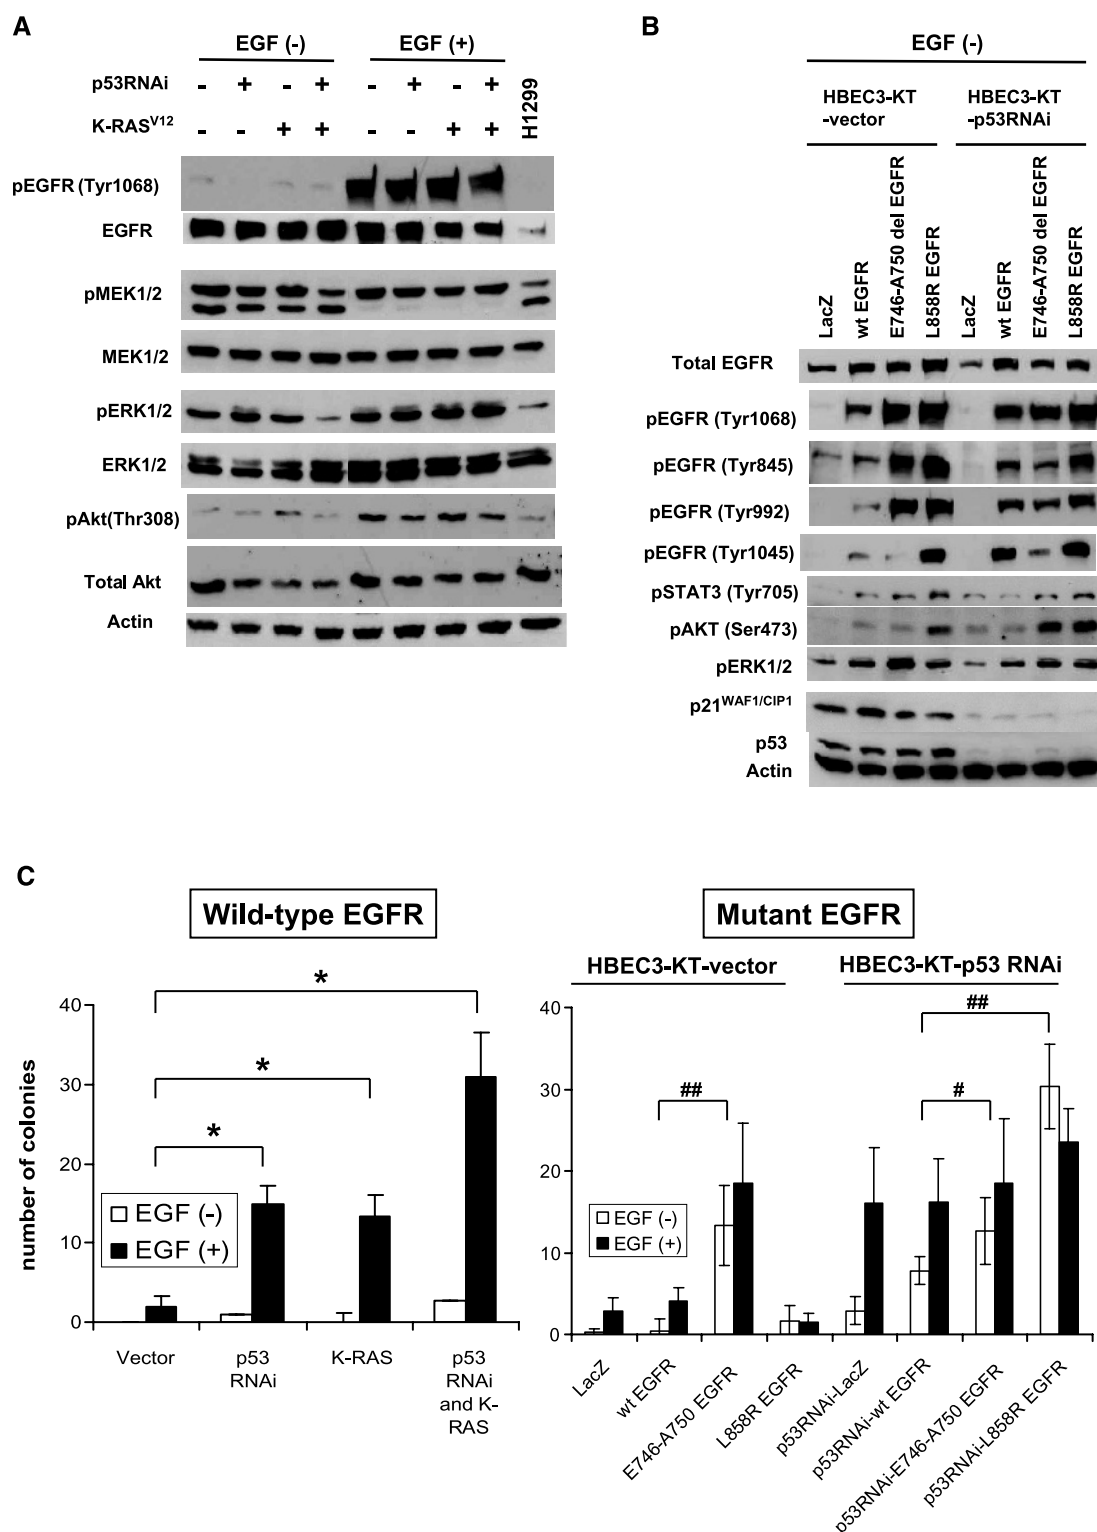 A
EGF (-)
EGF (+)
p53RNAi - + - + - + - +
K-RASV12 - - + + - - + +
H1299
pEGFR (Tyr1068)
EGFR
pMEK1/2
MEK1/2
pERK1/2
ERK1/2
pAkt(Thr308)
Total Akt
Actin
B
EGF (-)
HBEC3-KT
-vector
HBEC3-KT
-p53RNAi
LacZ
wt EGFR
E746-A750 del EGFR
L858R EGFR
LacZ
wt EGFR
E746-A750 del EGFR
L858R EGFR
Total EGFR
pEGFR (Tyr1068)
pEGFR (Tyr845)
pEGFR (Tyr992)
pEGFR (Tyr1045)
pSTAT3 (Tyr705)
pAKT (Ser473)
pERK1/2
p21WAF1/CIP1
p53
Actin
C
Wild-type EGFR
number of colonies
40
30
20
10
0
*
*
*
EGF (-)
EGF (+)
Vector
p53
RNAi
K-RAS
p53
RNAi
and K-
RAS
Mutant EGFR
HBEC3-KT-vector
HBEC3-KT-p53 RNAi
40
30
20
10
0
##
##
#
EGF (-)
EGF (+)
LacZ
wt EGFR
E746-A750 EGFR
L858R EGFR
p53RNAi-LacZ
p53RNAi-wt EGFR
p53RNAi-E746-A750 EGFR
p53RNAi-L858R EGFR